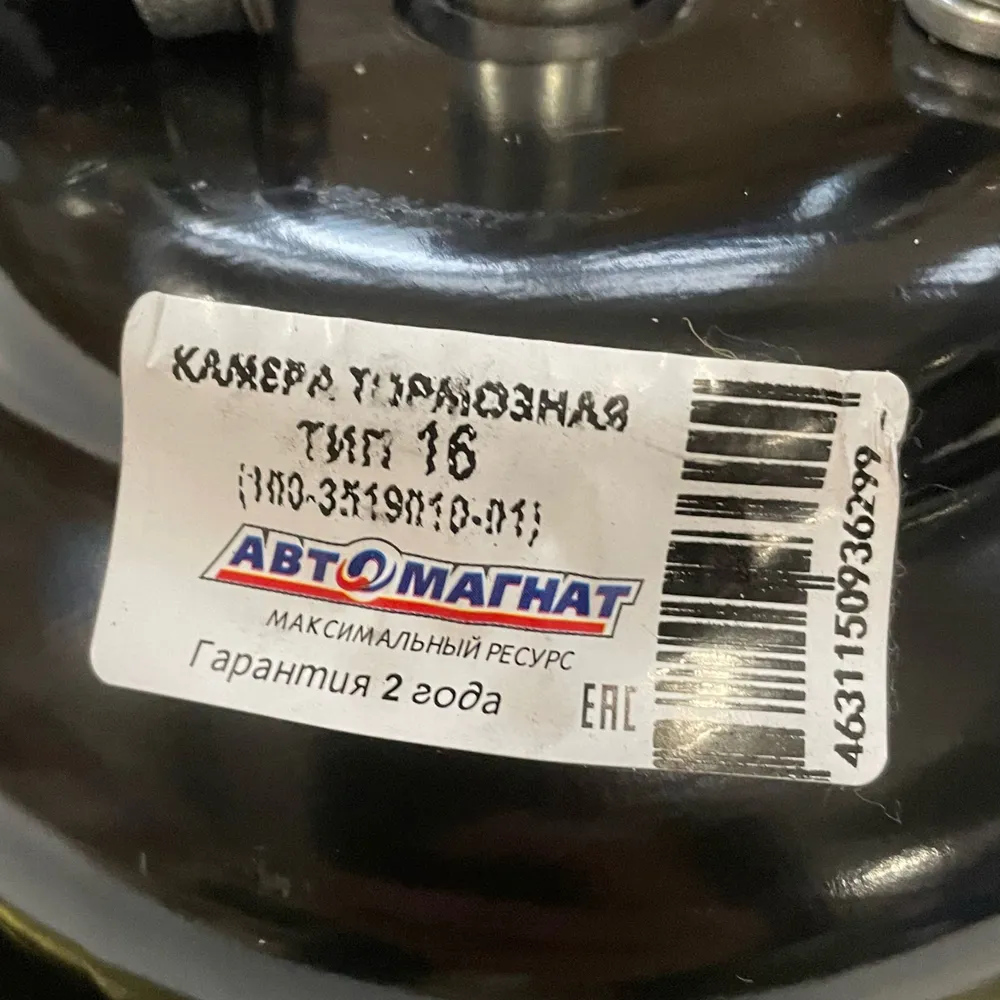 КАМЕРА ТОРМОЗНАЯ
ТИП 16
(100-3519010-01)
АВТОМАГНАТ
МАКСИМАЛЬНЫЙ РЕСУРС
Гарантия 2 года
EAC
4631150936299